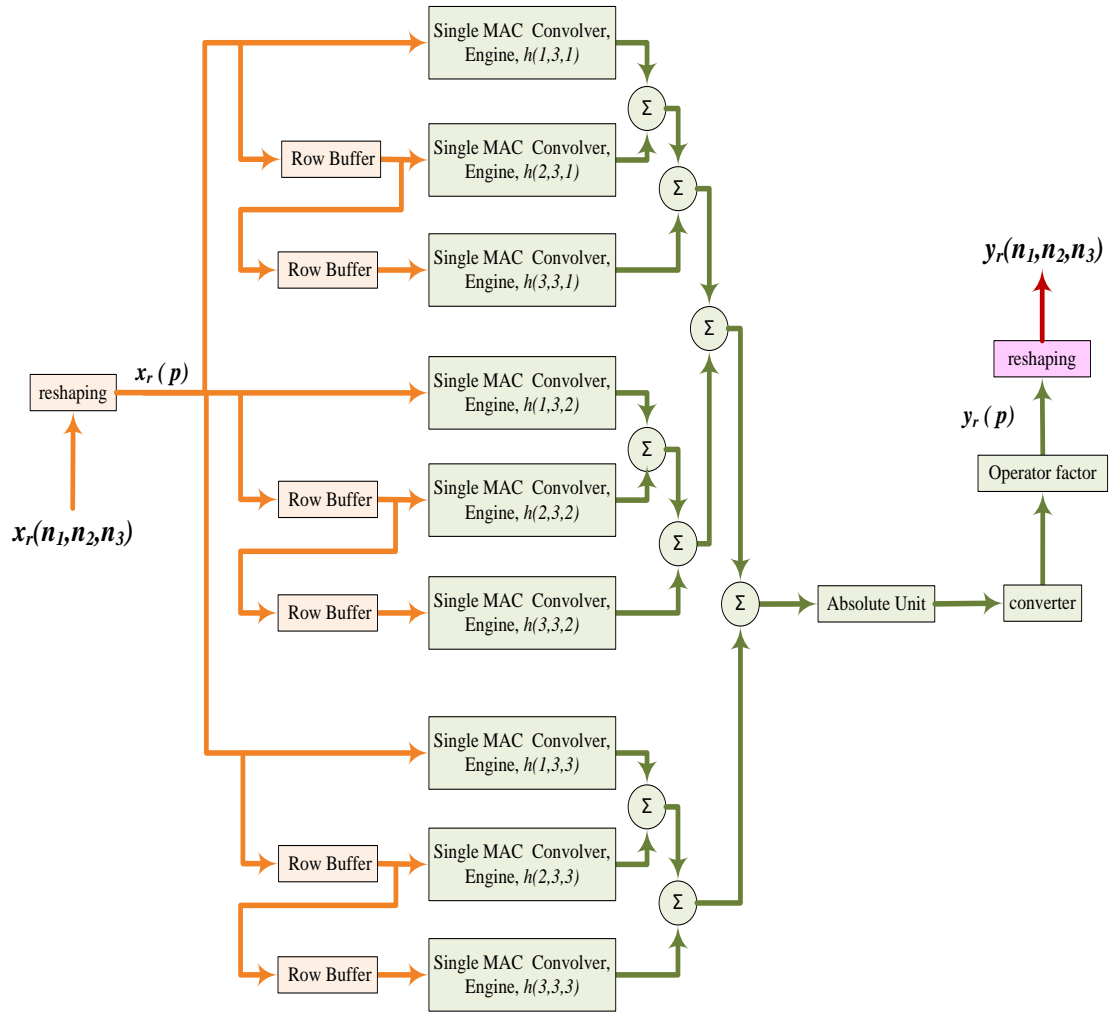 Single MAC Convolver,
Engine, h(1,3,1)
Σ
Row Buffer
Single MAC Convolver,
Engine, h(2,3,1)
Σ
Row Buffer
Single MAC Convolver,
Engine, h(3,3,1)
Σ
yᵣ(n₁,n₂,n₃)
reshaping
xᵣ ( p)
reshaping
Single MAC Convolver,
Engine, h(1,3,2)
yᵣ ( p)
Σ
Operator factor
Row Buffer
Single MAC Convolver,
Engine, h(2,3,2)
xᵣ(n₁,n₂,n₃)
Σ
Row Buffer
Single MAC Convolver,
Engine, h(3,3,2)
Σ
Absolute Unit
converter
Single MAC Convolver,
Engine, h(1,3,3)
Σ
Row Buffer
Single MAC Convolver,
Engine, h(2,3,3)
Σ
Row Buffer
Single MAC Convolver,
Engine, h(3,3,3)